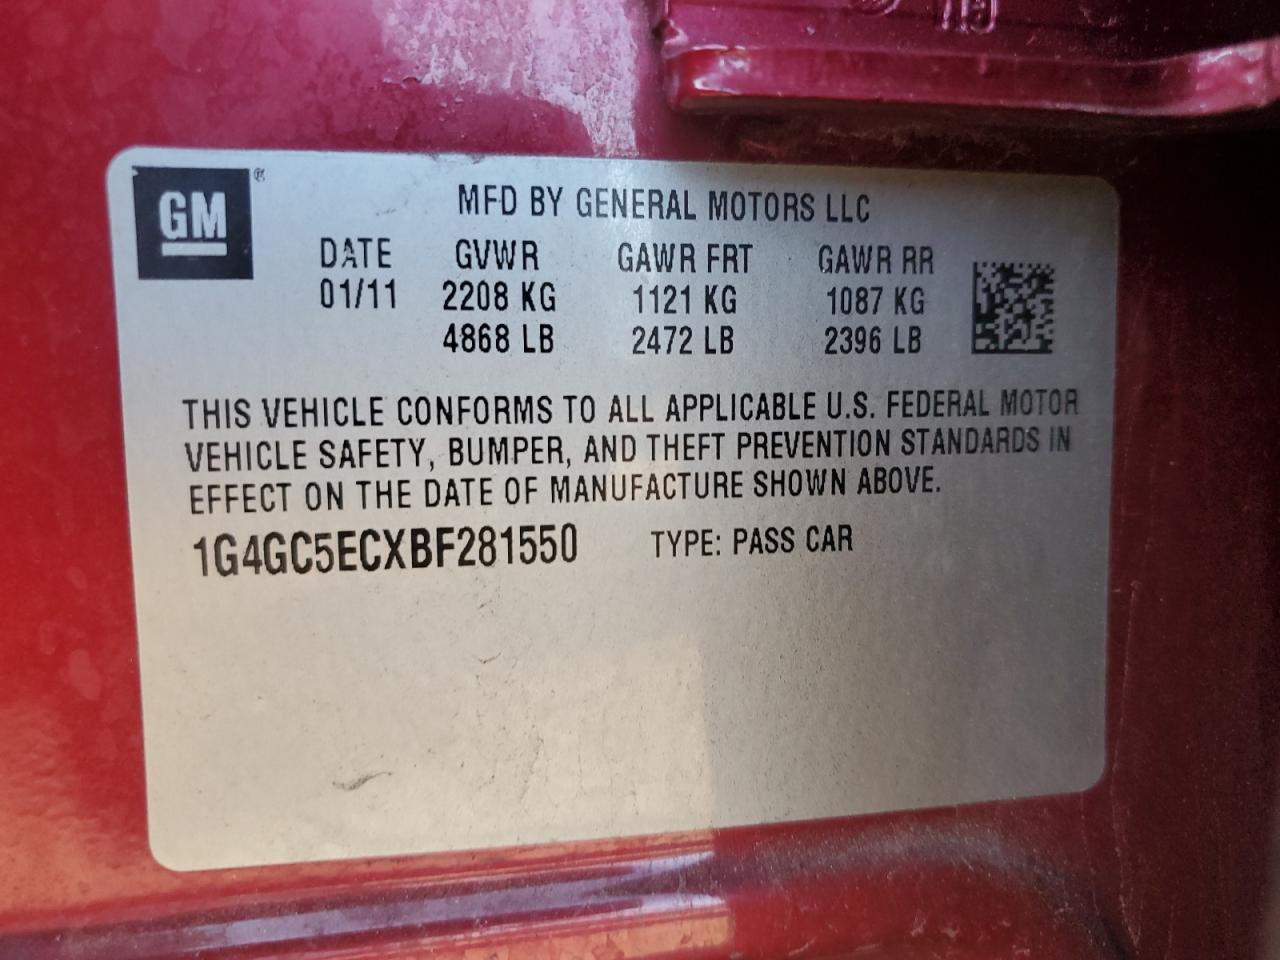 GM®
MFD BY GENERAL MOTORS LLC
DATE GVWR GAWR FRT GAWR RR
01/11 2208 KG 1121 KG 1087 KG
4868 LB 2472 LB 2396 LB
THIS VEHICLE CONFORMS TO ALL APPLICABLE U.S. FEDERAL MOTOR
VEHICLE SAFETY, BUMPER, AND THEFT PREVENTION STANDARDS IN
EFFECT ON THE DATE OF MANUFACTURE SHOWN ABOVE.
1G4GC5ECXBF281550 TYPE: PASS CAR